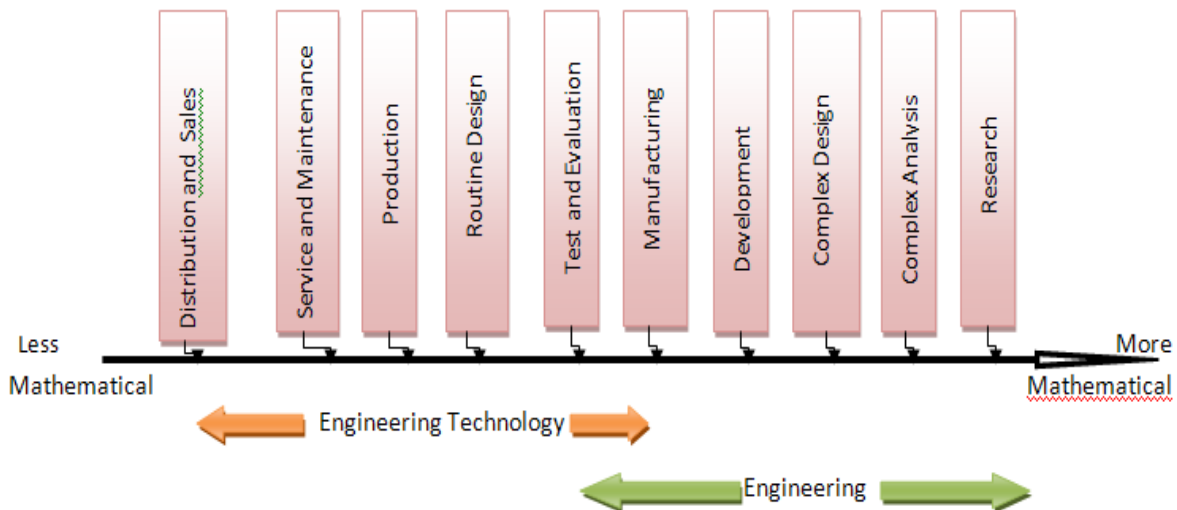 Distribution and Sales
Service and Maintenance
Production
Routine Design
Test and Evaluation
Manufacturing
Development
Complex Design
Complex Analysis
Research
Less
Mathematical
More
Mathematical
Engineering Technology
Engineering